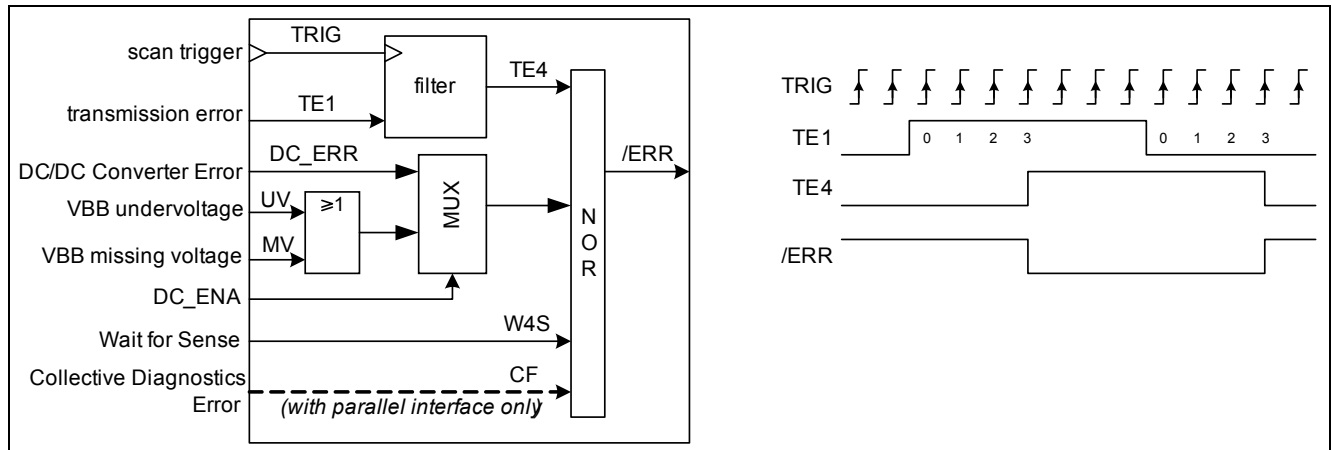 scan trigger
TRIG
transmission error
TE1
filter
TE4
DC/DC Converter Error
DC_ERR
VBB undervoltage
UV
≥1
VBB missing voltage
MV
MUX
DC_ENA
Wait for Sense
W4S
Collective Diagnostics
Error
CF
(with parallel interface only)
N
O
R
/ERR
TRIG
TE1
0 1 2 3
0 1 2 3
TE4
/ERR